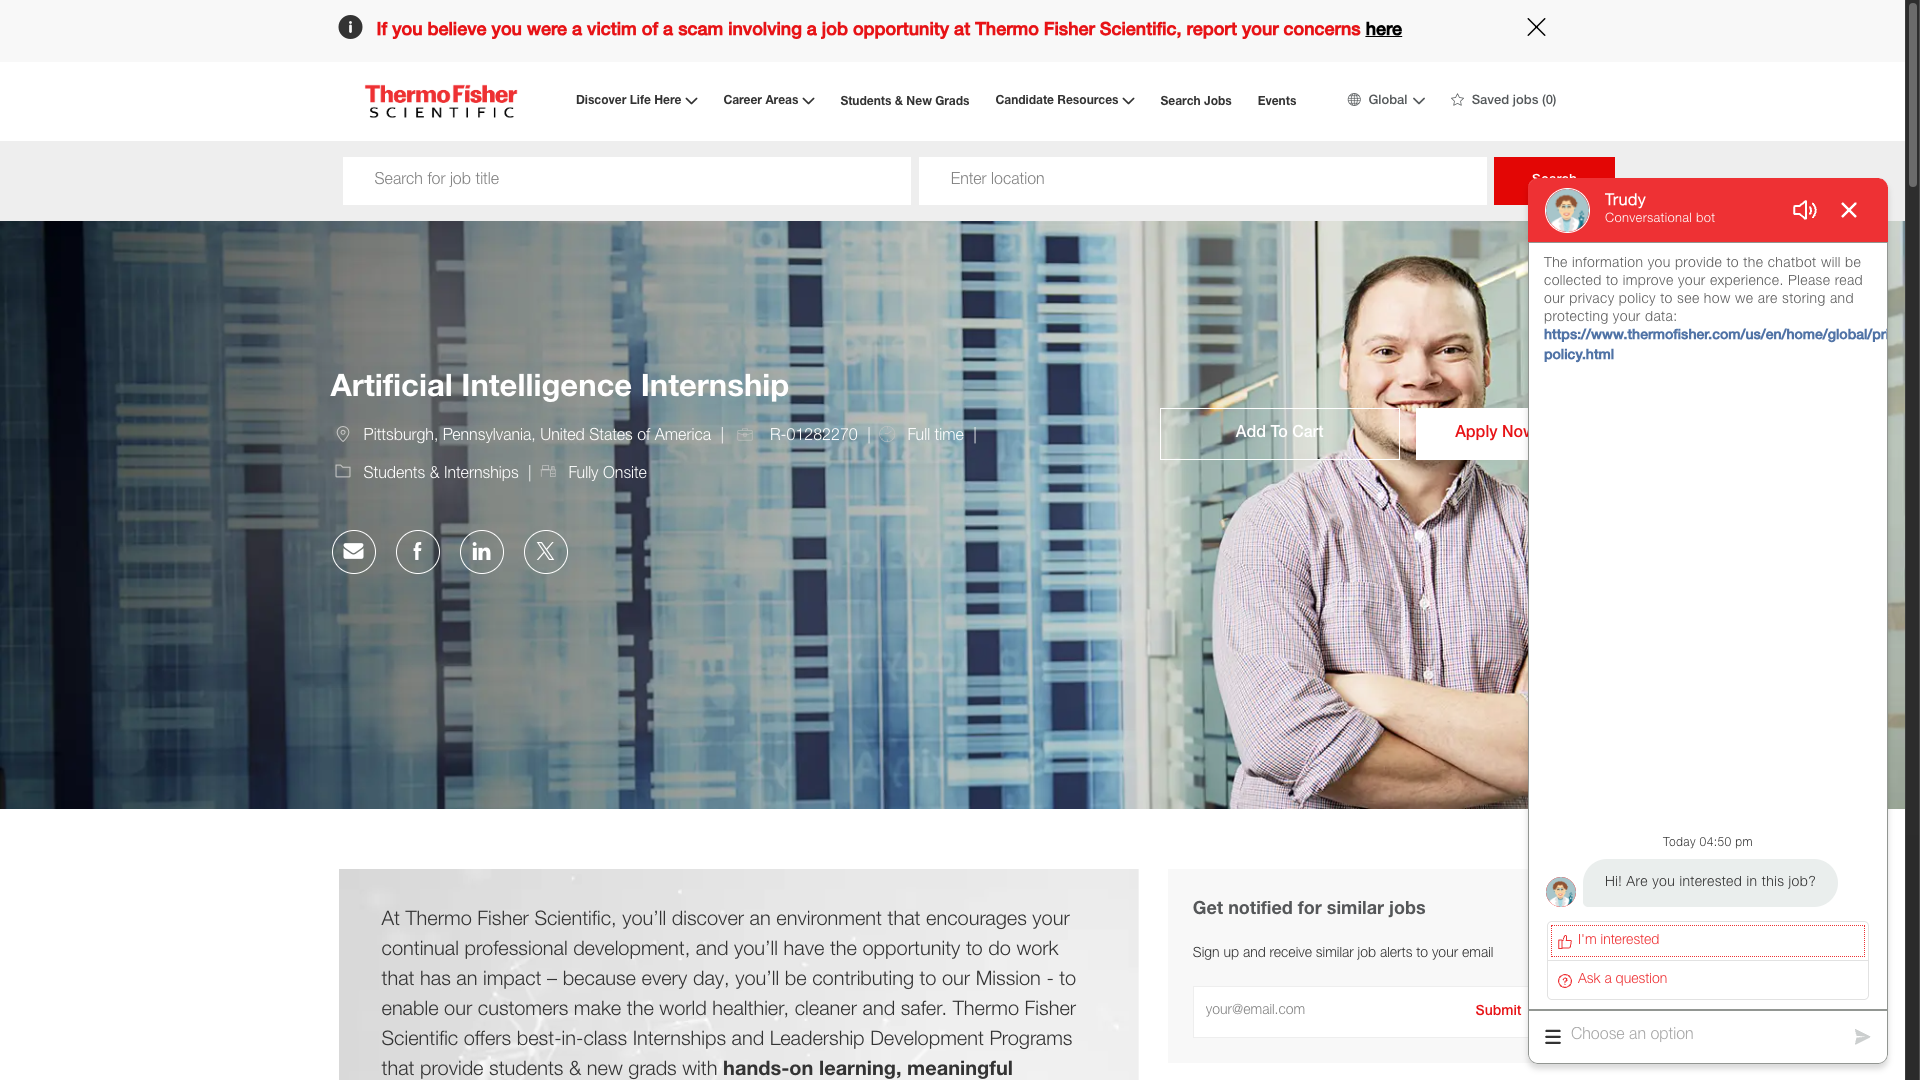 If you believe you were a victim of a scam involving a job opportunity at Thermo Fisher Scientific, report your concerns here
ThermoFisher
SCIENTIFIC
Discover Life Here
Career Areas
Students & New Grads
Candidate Resources
Search Jobs
Events
Global
Saved jobs (0)
Search for job title
Enter location
Search
Artificial Intelligence Internship
Pittsburgh, Pennsylvania, United States of America | R-01282270 | Full time |
Students & Internships | Fully Onsite
Add To Cart
Apply Now
At Thermo Fisher Scientific, you’ll discover an environment that encourages your
continual professional development, and you’ll have the opportunity to do work
that has an impact – because every day, you’ll be contributing to our Mission - to
enable our customers make the world healthier, cleaner and safer. Thermo Fisher
Scientific offers best-in-class Internships and Leadership Development Programs
that provide students & new grads with hands-on learning, meaningful
Get notified for similar jobs
Sign up and receive similar job alerts to your email
your@email.com
Submit
Trudy
Conversational bot
The information you provide to the chatbot will be
collected to improve your experience. Please read
our privacy policy to see how we are storing and
protecting your data:
https://www.thermofisher.com/us/en/home/global/pri
policy.html
Today 04:50 pm
Hi! Are you interested in this job?
I'm interested
Ask a question
Choose an option